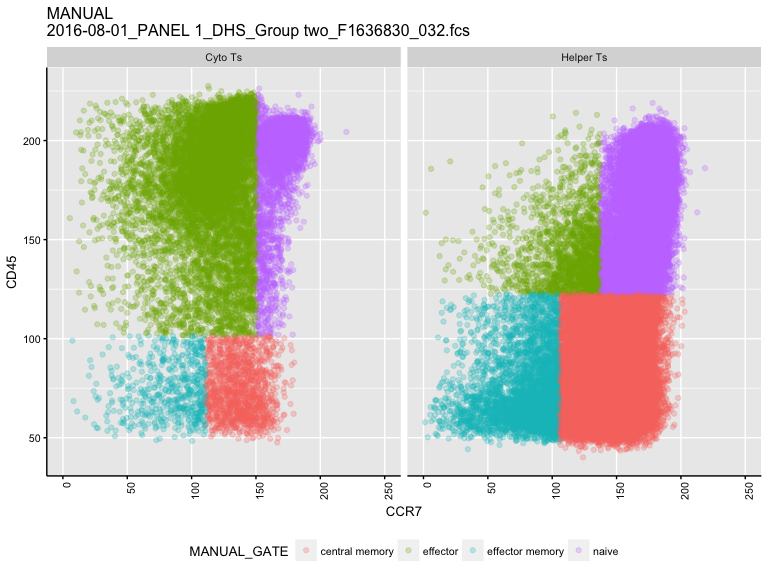 MANUAL
2016-08-01_PANEL 1_DHS_Group two_F1636830_032.fcs
Cyto Ts
Helper Ts
CD45
200
150
100
50
0
50
100
150
200
250
0
50
100
150
200
250
CCR7
MANUAL_GATE
central memory
effector
effector memory
naive